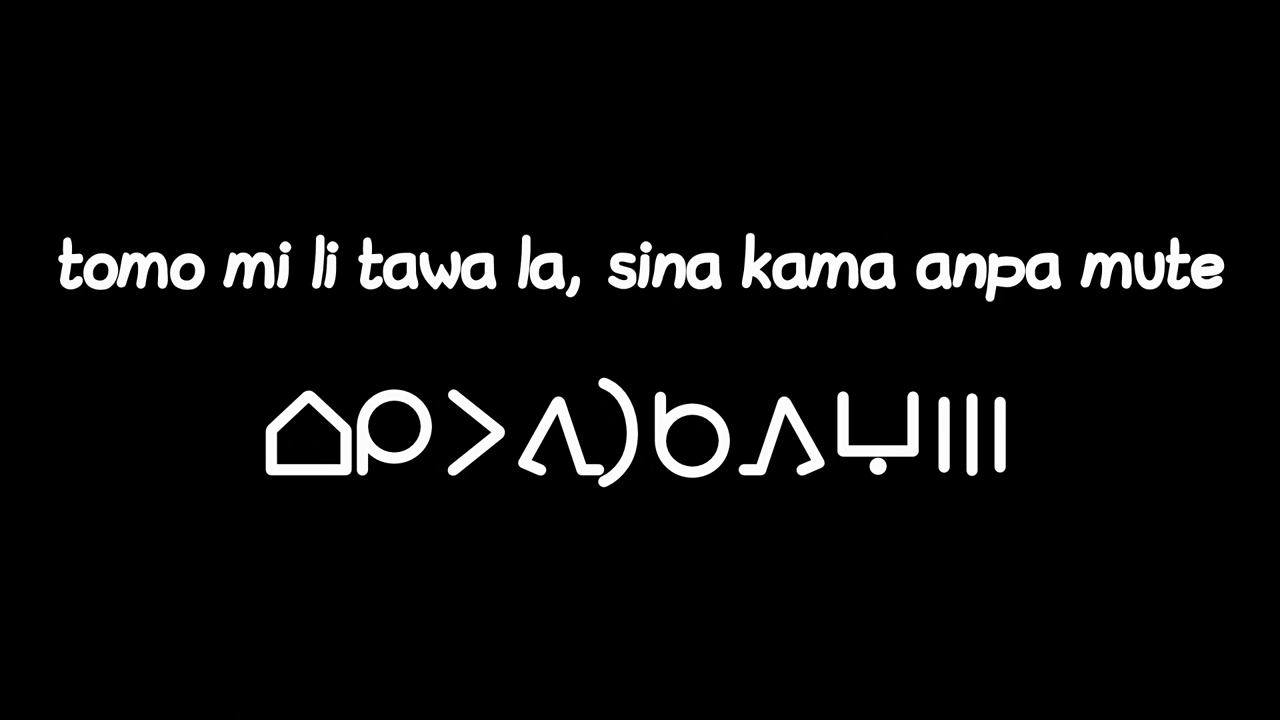 tomo mi li tawa la, sina kama anpa mute
󱥭󱤴󱤧󱥩󱤡󱥞󱤖󱤅󱤼